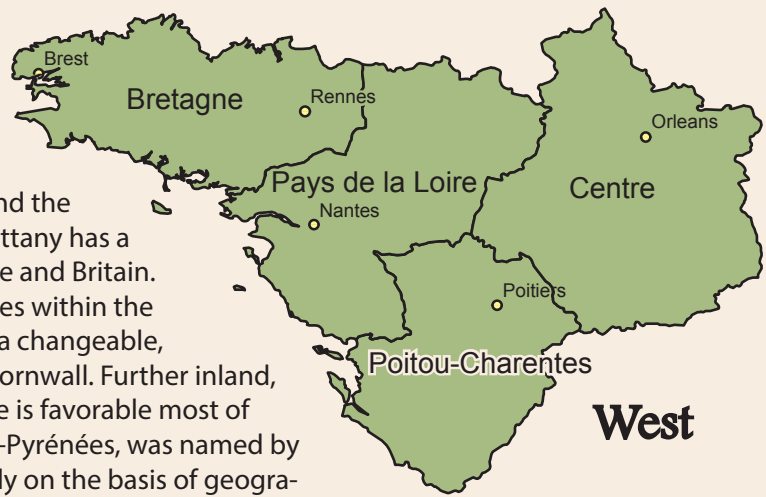 Brest
Bretagne
Rennes
Orleans
Pays de la Loire
Centre
Nantes
Poitiers
Poitou-Charentes
West
nd the
ttany has a
e and Britain.
es within the
a changeable,
ornwall. Further inland,
e is favorable most of
-Pyrénées, was named by
ly on the basis of geogra-